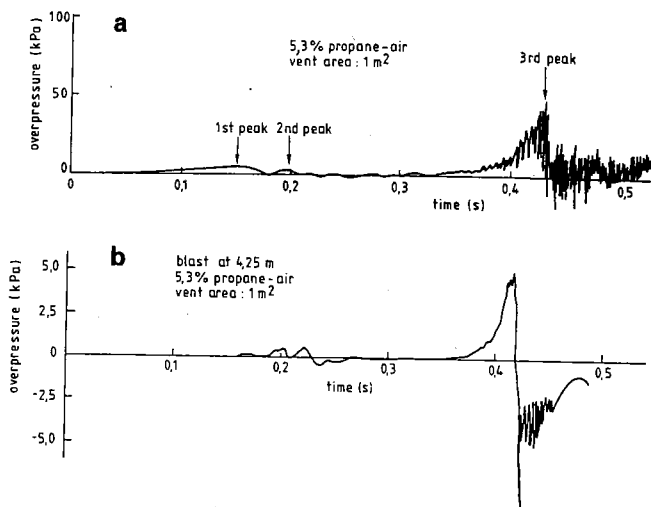 a
overpressure (kPa)
100
50
0
5,3% propane-air
vent area : 1 m²
1st peak 2nd peak
3rd peak
0 0,1 0,2 0,3 0,4 0,5
time (s)
b
overpressure (kPa)
5,0
2,5
0
-2,5
-5,0
blast at 4,25 m
5,3% propane-air
vent area : 1 m²
0,1 0,2 0,3 0,4 0,5
time (s)